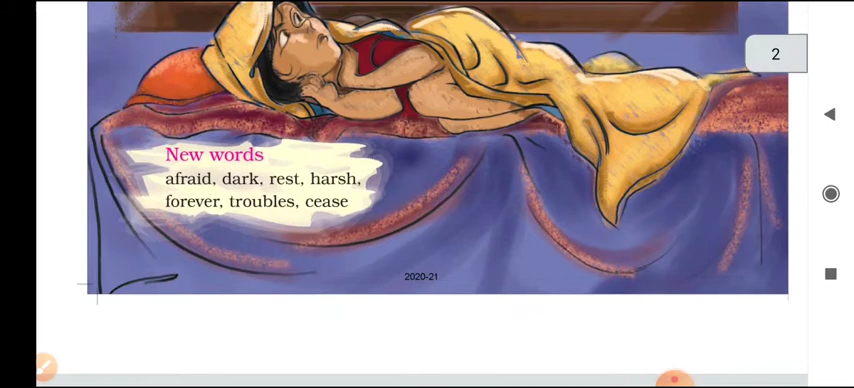 2
New words
afraid, dark, rest, harsh,
forever, troubles, cease
2020-21